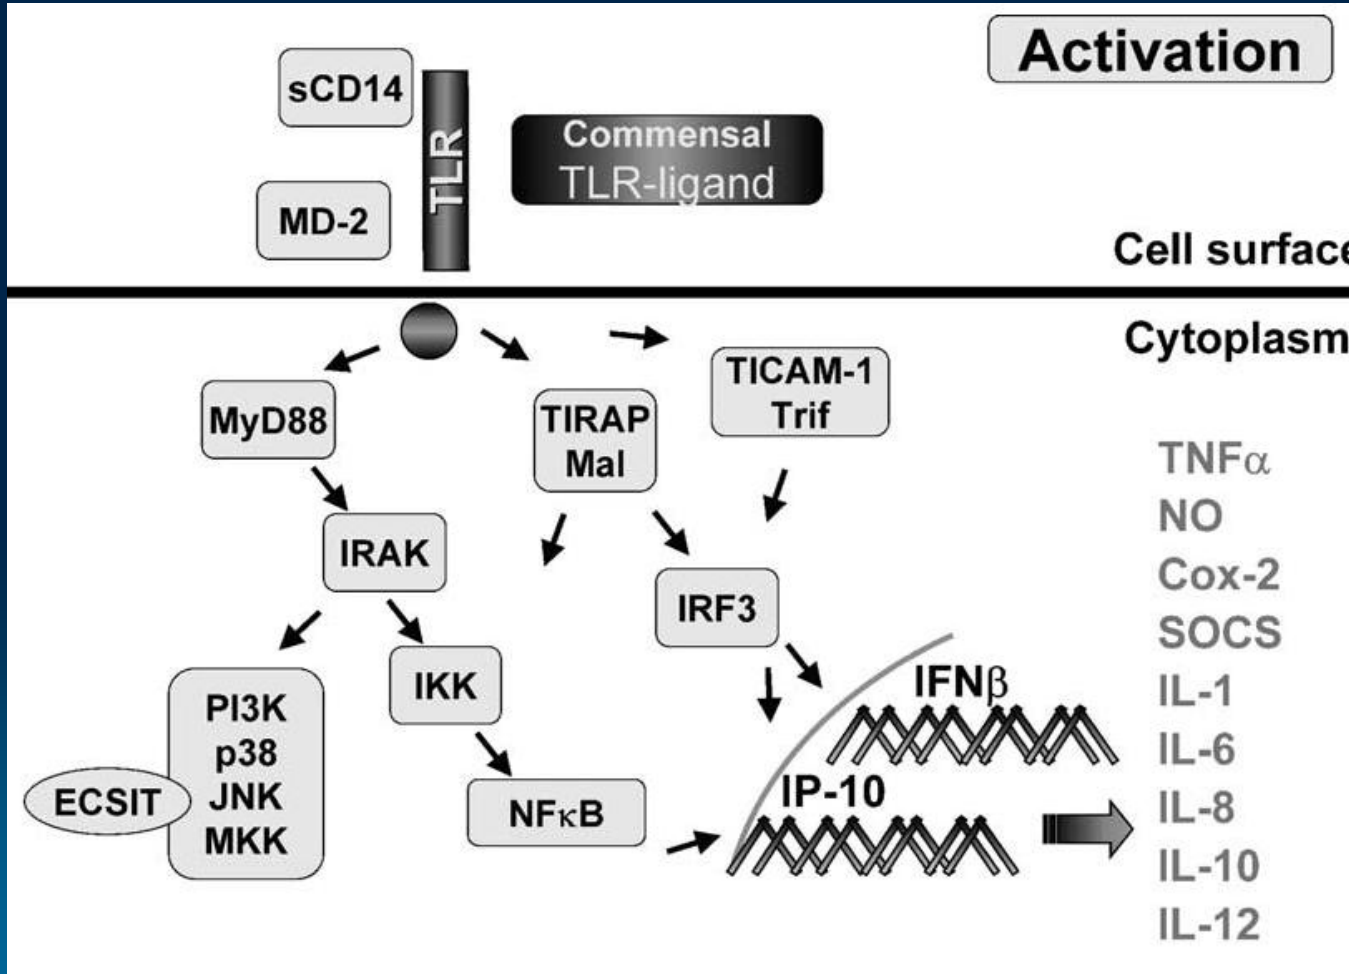 Activation
sCD14
TLR
Commensal
TLR-ligand
MD-2
Cell surface
Cytoplasm
MyD88
TIRAP
Mal
TICAM-1
Trif
IRAK
IRF3
IKK
PI3K
p38
JNK
MKK
ECSIT
NFκB
IFNβ
IP-10
TNFα
NO
Cox-2
SOCS
IL-1
IL-6
IL-8
IL-10
IL-12